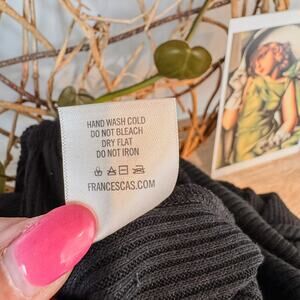 HAND WASH COLD
DO NOT BLEACH
DRY FLAT
DO NOT IRON
FRANCESCAS.COM